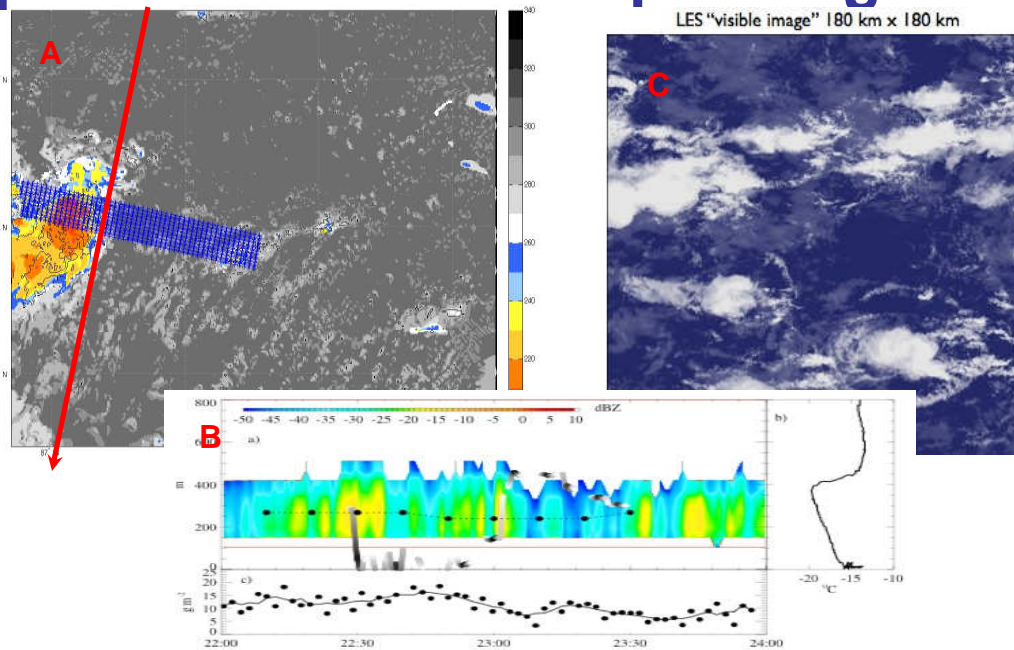 LES "visible image" 180 km x 180 km
A
C
340
320
300
280
260
240
220
N
N
N
87
B
800
400
200
0
m
-50 -45 -40 -35 -30 -25 -20 -15 -10 -5 0 5 10
dBZ
a)
b)
-20 -15 -10
°C
c)
25
20
15
10
5
0
g m⁻²
22:00 22:30 23:00 23:30 24:00